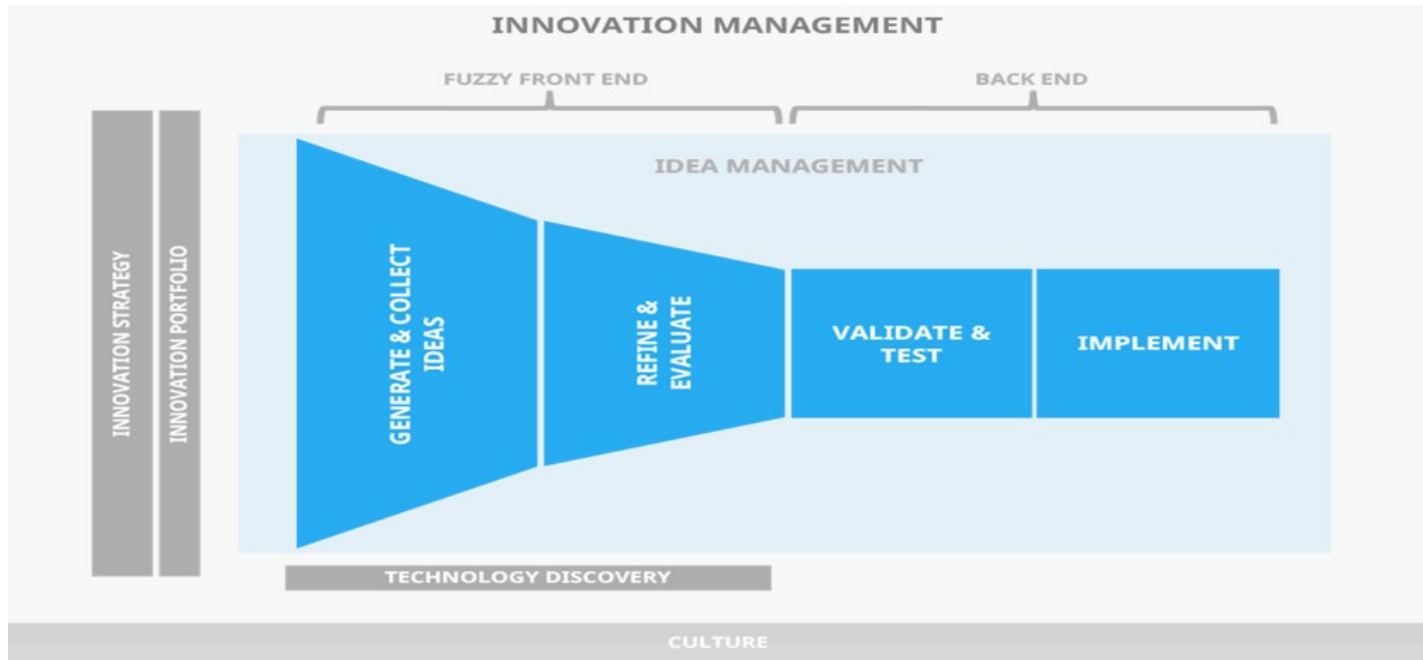 INNOVATION MANAGEMENT
FUZZY FRONT END
BACK END
IDEA MANAGEMENT
INNOVATION STRATEGY
INNOVATION PORTFOLIO
GENERATE & COLLECT
IDEAS
REFINE &
EVALUATE
VALIDATE &
TEST
IMPLEMENT
TECHNOLOGY DISCOVERY
CULTURE